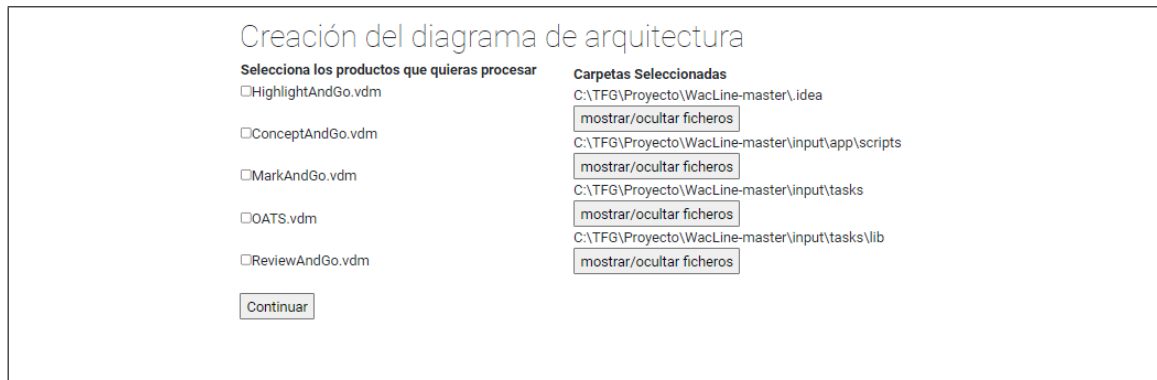 Creación del diagrama de arquitectura
Selecciona los productos que quieras procesar
HighlightAndGo.vdm
ConceptAndGo.vdm
MarkAndGo.vdm
OATS.vdm
ReviewAndGo.vdm
Continuar
Carpetas Seleccionadas
C:\TFG\Proyecto\WacLine-master\.idea
mostrar/ocultar ficheros
C:\TFG\Proyecto\WacLine-master\input\app\scripts
mostrar/ocultar ficheros
C:\TFG\Proyecto\WacLine-master\input\tasks
mostrar/ocultar ficheros
C:\TFG\Proyecto\WacLine-master\input\tasks\lib
mostrar/ocultar ficheros